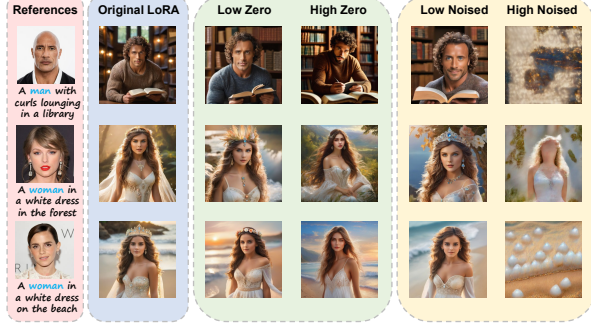 References
Original LoRA
Low Zero
High Zero
Low Noised
High Noised
A man with
curls lounging
in a library
A woman in
a white dress
in the forest
W
R
A woman in
a white dress
on the beach